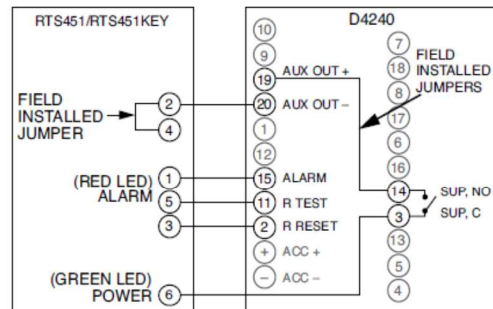 RTS451/RTS451KEY
D4240
10
9
19 AUX OUT +
20 AUX OUT –
1
12
15 ALARM
11 R TEST
2 R RESET
+ ACC +
– ACC –
7
18
8
17
6
16
14
3
13
5
4
FIELD
INSTALLED
JUMPERS
SUP, NO
SUP, C
FIELD
INSTALLED
JUMPER
2
4
(RED LED)
ALARM
1
5
3
(GREEN LED)
POWER
6